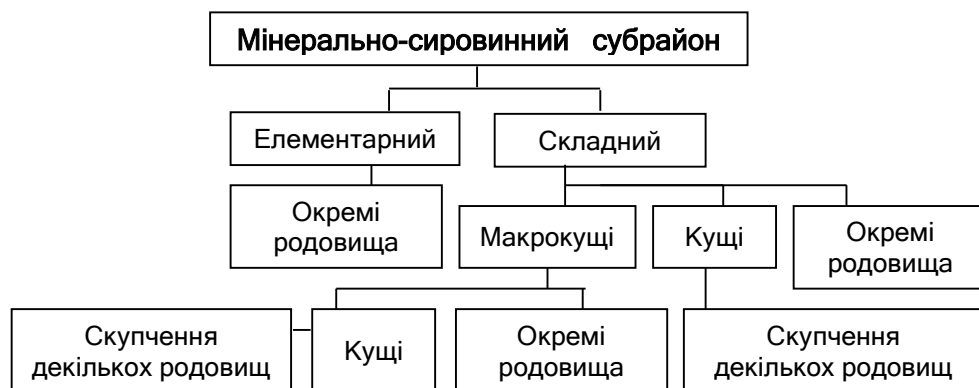 Мінерально-сировинний субрайон
Елементарний
Складний
Окремі
родовища
Макрокущі
Кущі
Окремі
родовища
Скупчення
декількох родовищ
Кущі
Окремі
родовища
Скупчення
декількох родовищ